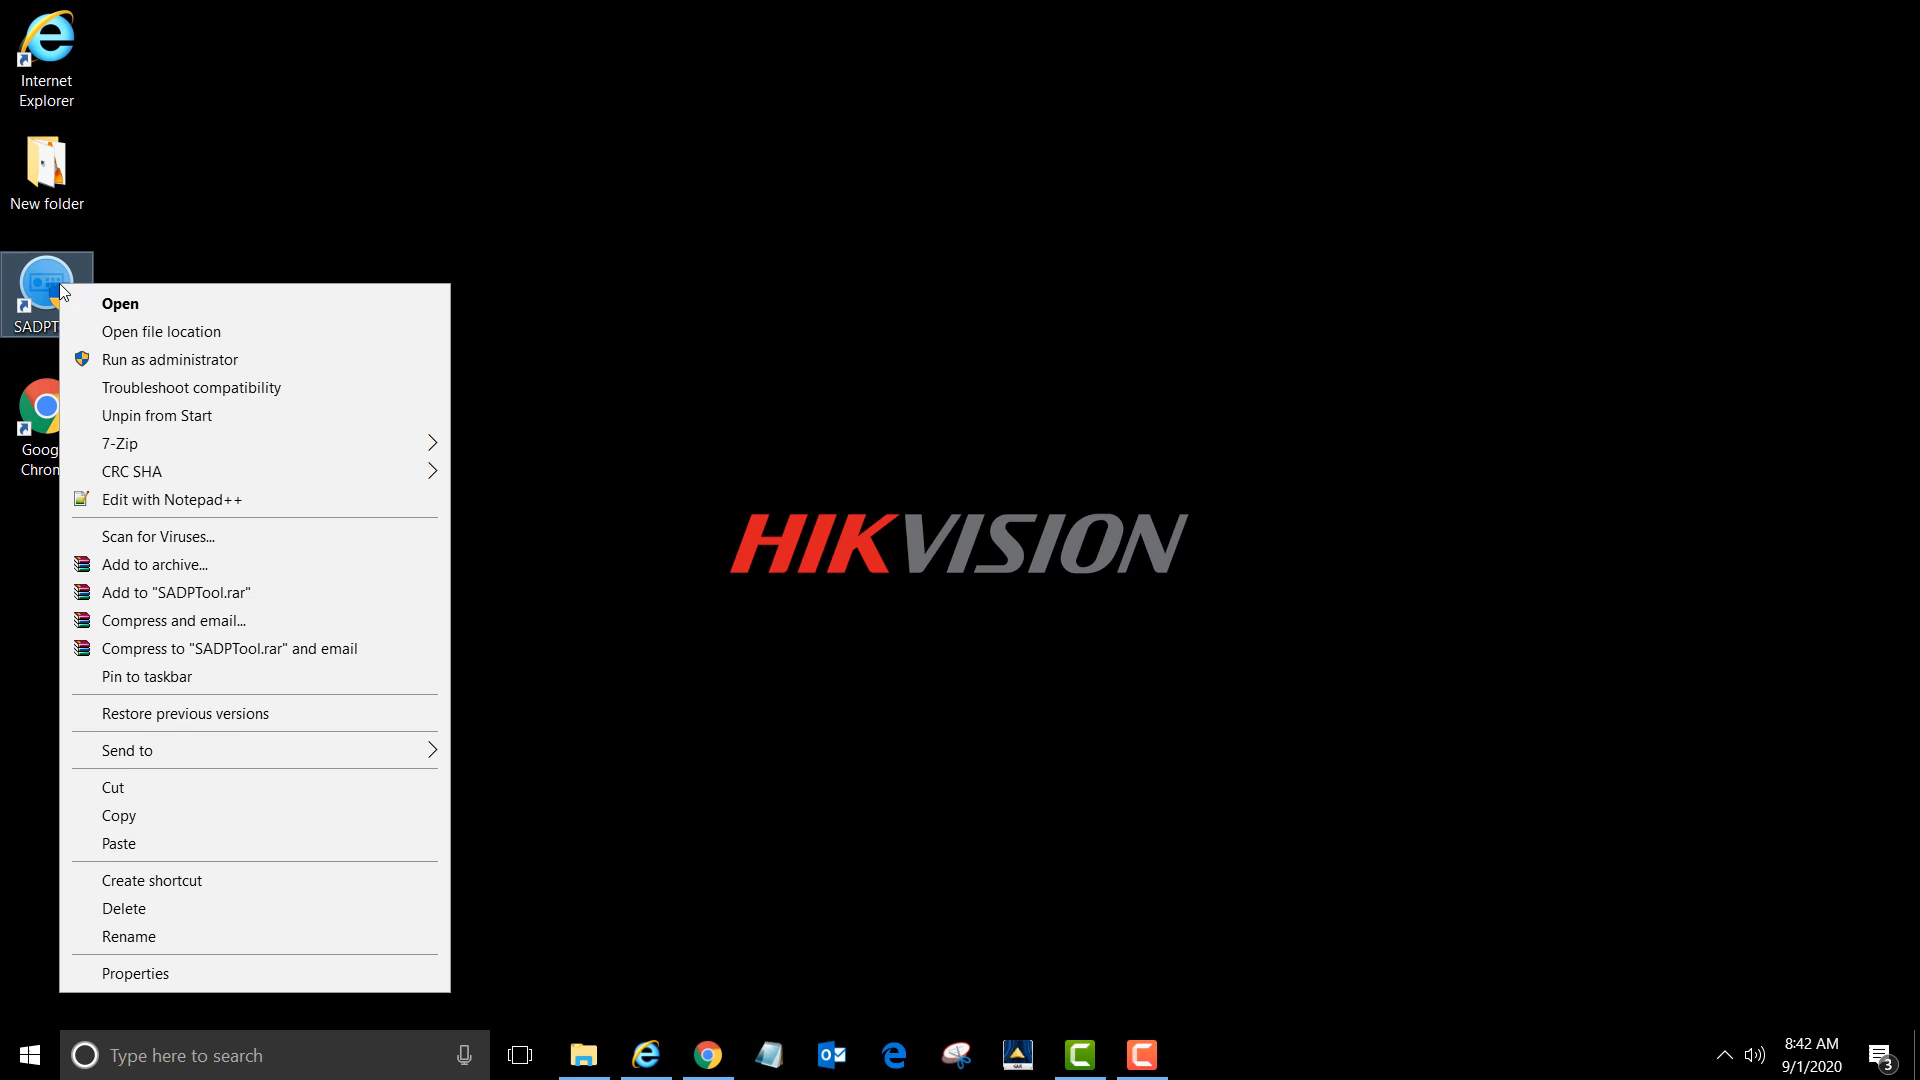 Internet
Explorer
New folder
SADPT
Goog
Chron
Open
Open file location
Run as administrator
Troubleshoot compatibility
Unpin from Start
7-Zip
CRC SHA
Edit with Notepad++
Scan for Viruses...
Add to archive...
Add to "SADPTool.rar"
Compress and email...
Compress to "SADPTool.rar" and email
Pin to taskbar
Restore previous versions
Send to
Cut
Copy
Paste
Create shortcut
Delete
Rename
Properties
HIKVISION
Type here to search
8:42 AM
9/1/2020
3